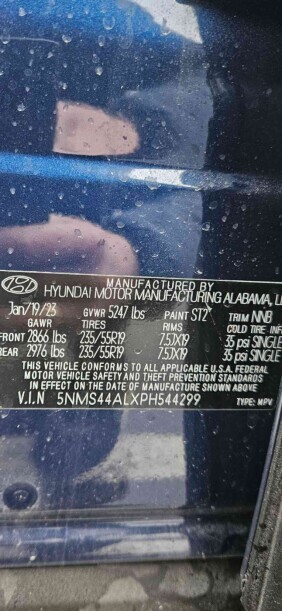 MANUFACTURED BY
HYUNDAI MOTOR MANUFACTURING ALABAMA, LL
Jan/19/23 GVWR 5247 lbs PAINT ST2 TRIM NNB
GAWR TIRES RIMS COLD TIRE INF
FRONT 2866 lbs 235/55R19 7.5JX19 35 psi SINGLE
REAR 2976 lbs 235/55R19 7.5JX19 35 psi SINGLE
THIS VEHICLE CONFORMS TO ALL APPLICABLE U.S.A. FEDERAL
MOTOR VEHICLE SAFETY AND THEFT PREVENTION STANDARDS IN
EFFECT ON THE DATE OF MANUFACTURE SHOWN ABOVE
V.I.N 5NMS44ALXPH544299 TYPE: MPV